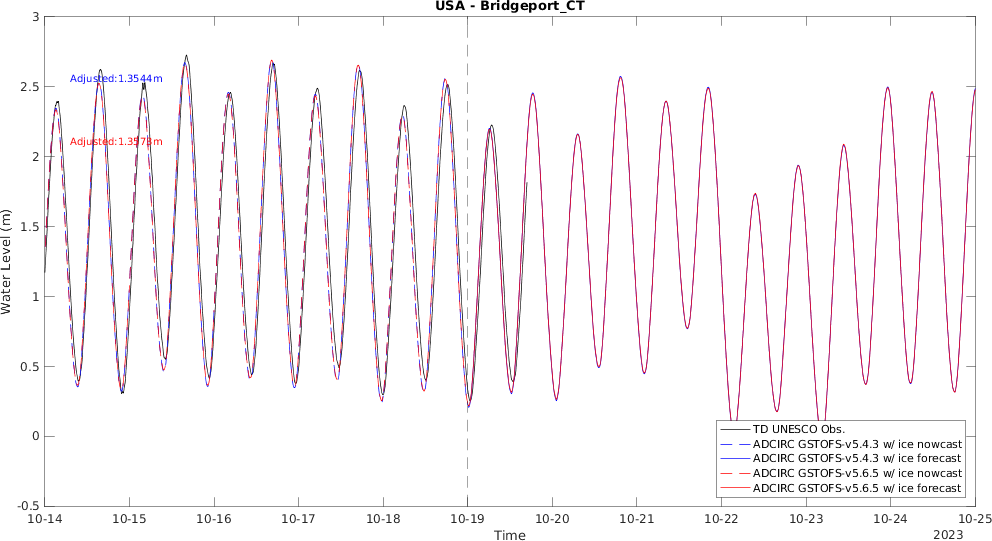 USA - Bridgeport_CT
3
2.5
2
1.5
1
0.5
0
-0.5
Water Level (m)
Adjusted:1.3544m
Adjusted:1.3573m
TD UNESCO Obs.
ADCIRC GSTOFS-v5.4.3 w/ ice nowcast
ADCIRC GSTOFS-v5.4.3 w/ ice forecast
ADCIRC GSTOFS-v5.6.5 w/ ice nowcast
ADCIRC GSTOFS-v5.6.5 w/ ice forecast
10-14 10-15 10-16 10-17 10-18 10-19 10-20 10-21 10-22 10-23 10-24 10-25
Time
2023